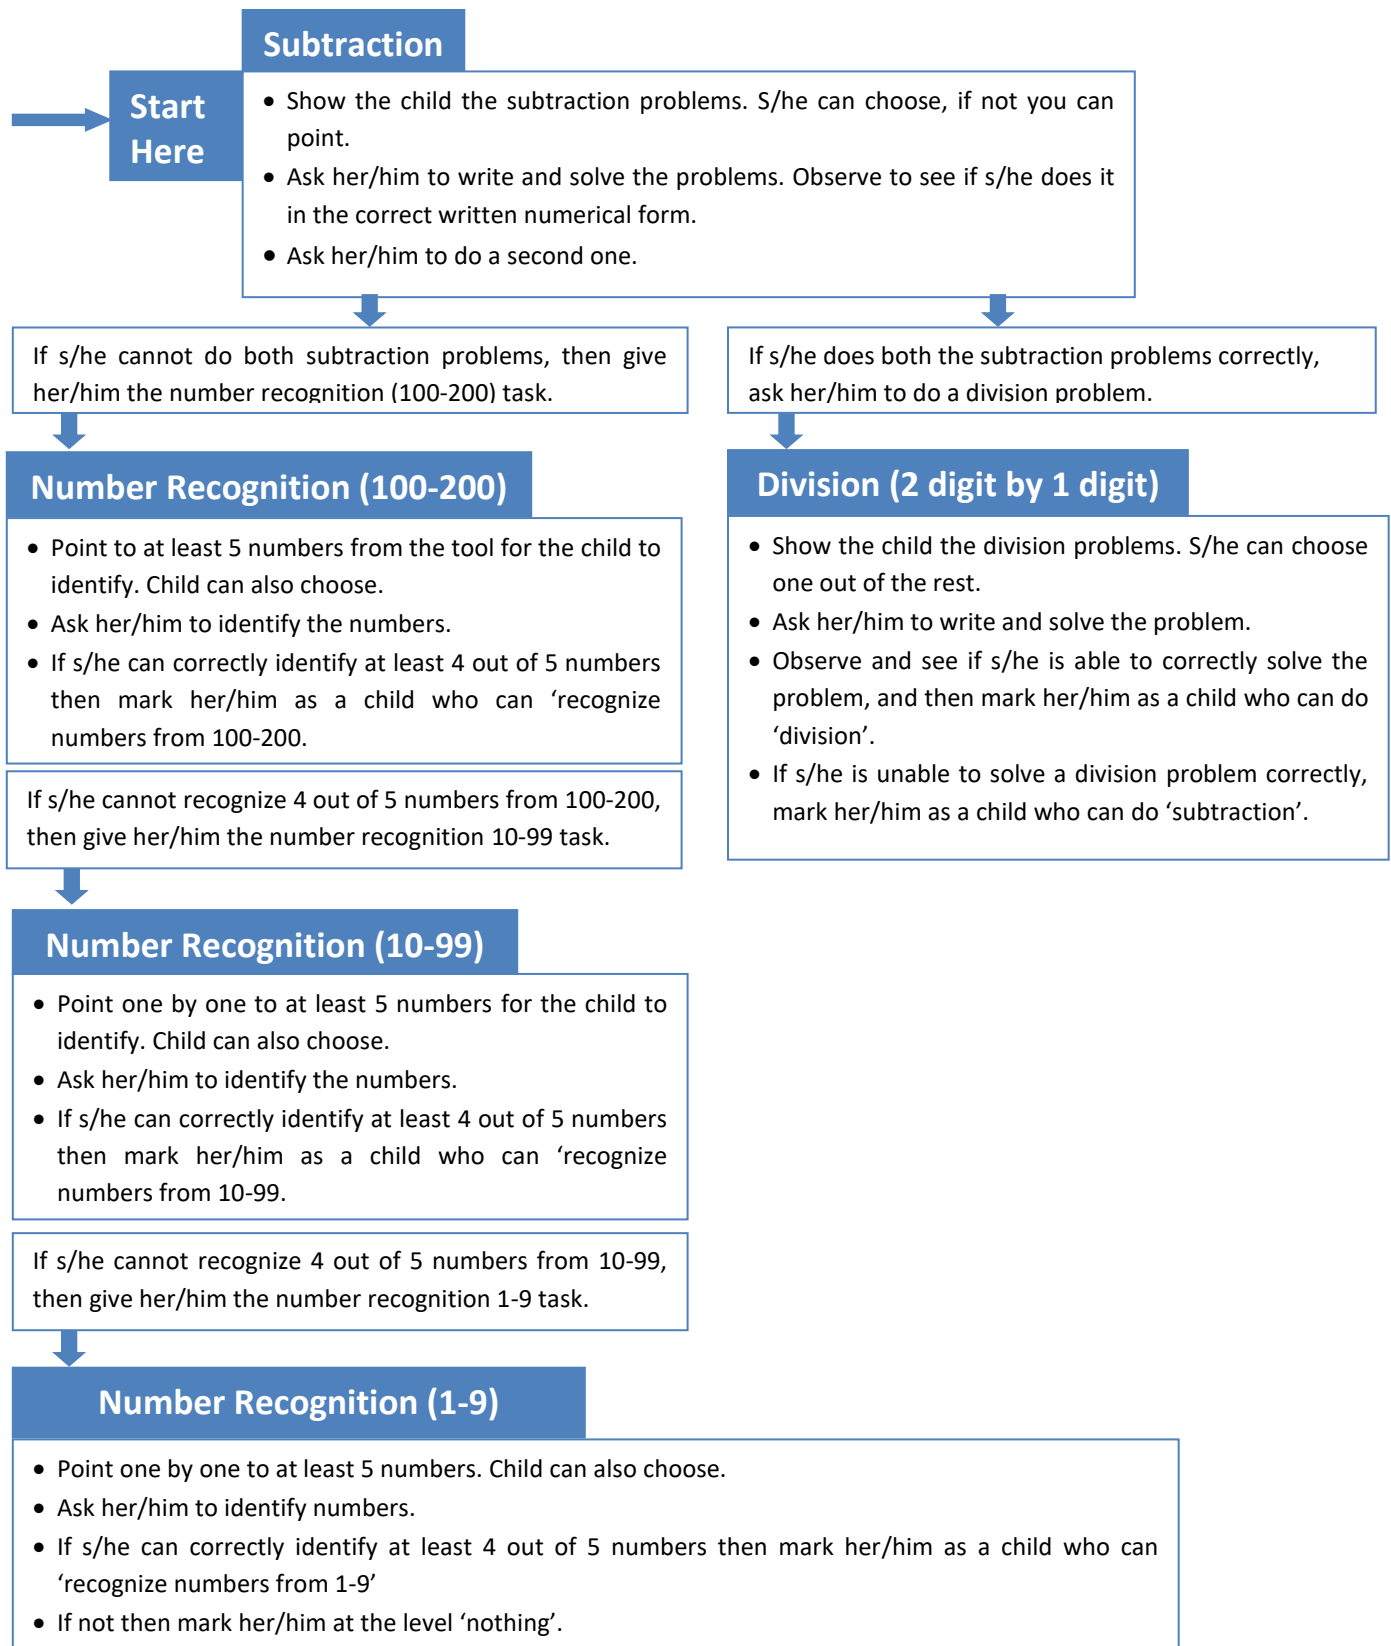 Subtraction
Start
Here
• Show the child the subtraction problems. S/he can choose, if not you can
point.
• Ask her/him to write and solve the problems. Observe to see if s/he does it
in the correct written numerical form.
• Ask her/him to do a second one.
If s/he cannot do both subtraction problems, then give
her/him the number recognition (100-200) task.
Number Recognition (100-200)
• Point to at least 5 numbers from the tool for the child to
identify. Child can also choose.
• Ask her/him to identify the numbers.
• If s/he can correctly identify at least 4 out of 5 numbers
then mark her/him as a child who can ‘recognize
numbers from 100-200.
If s/he cannot recognize 4 out of 5 numbers from 100-200,
then give her/him the number recognition 10-99 task.
If s/he does both the subtraction problems correctly,
ask her/him to do a division problem.
Division (2 digit by 1 digit)
• Show the child the division problems. S/he can choose
one out of the rest.
• Ask her/him to write and solve the problem.
• Observe and see if s/he is able to correctly solve the
problem, and then mark her/him as a child who can do
‘division’.
• If s/he is unable to solve a division problem correctly,
mark her/him as a child who can do ‘subtraction’.
Number Recognition (10-99)
• Point one by one to at least 5 numbers for the child to
identify. Child can also choose.
• Ask her/him to identify the numbers.
• If s/he can correctly identify at least 4 out of 5 numbers
then mark her/him as a child who can ‘recognize
numbers from 10-99.
If s/he cannot recognize 4 out of 5 numbers from 10-99,
then give her/him the number recognition 1-9 task.
Number Recognition (1-9)
• Point one by one to at least 5 numbers. Child can also choose.
• Ask her/him to identify numbers.
• If s/he can correctly identify at least 4 out of 5 numbers then mark her/him as a child who can
‘recognize numbers from 1-9’
• If not then mark her/him at the level ‘nothing’.